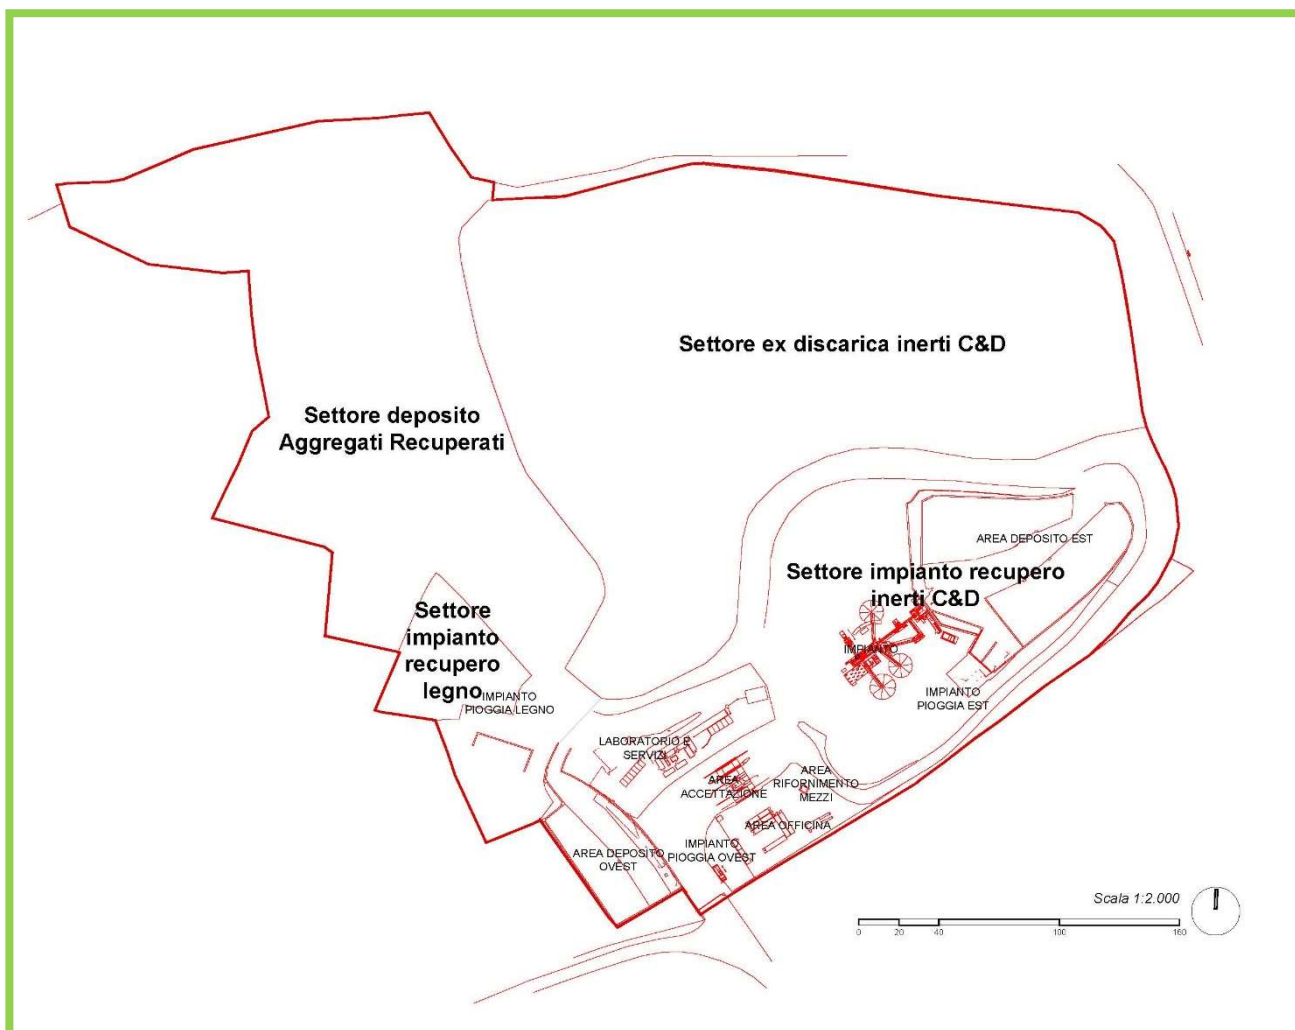 Settore ex discarica inerti C&D
Settore deposito
Aggregati Recuperati
AREA DEPOSITO EST
Settore impianto recupero
inerti C&D
Settore
impianto
recupero
legno
IMPIANTO
PIOGGIA LEGNO
IMPIANTO
IMPIANTO
PIOGGIA EST
LABORATORIO E
SERVIZI
AREA
ACCETTAZIONE
AREA
RIFORNIMENTO
MEZZI
AREA OFFICINA
IMPIANTO
PIOGGIA OVEST
AREA DEPOSITO
OVEST
Scala 1:2.000
0 20 40 100 160